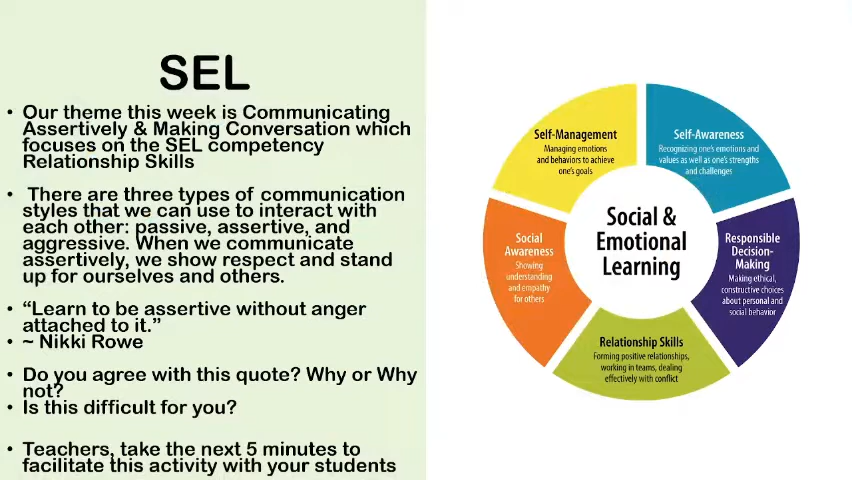 SEL
• Our theme this week is Communicating
Assertively & Making Conversation which
focuses on the SEL competency
Relationship Skills
• There are three types of communication
styles that we can use to interact with
each other: passive, assertive, and
aggressive. When we communicate
assertively, we show respect and stand
up for ourselves and others.
• “Learn to be assertive without anger
attached to it.”
• ~ Nikki Rowe
• Do you agree with this quote? Why or Why
not?
• Is this difficult for you?
• Teachers, take the next 5 minutes to
facilitate this activity with your students
Self-Management
Managing emotions
and behaviors to achieve
one's goals
Self-Awareness
Recognizing one's emotions and
values as well as one's strengths
and challenges
Social
Awareness
Showing
understanding
and empathy
for others
Social &
Emotional
Learning
Responsible
Decision-
Making
Making ethical,
constructive choices
about personal and
social behavior
Relationship Skills
Forming positive relationships,
working in teams, dealing
effectively with conflict